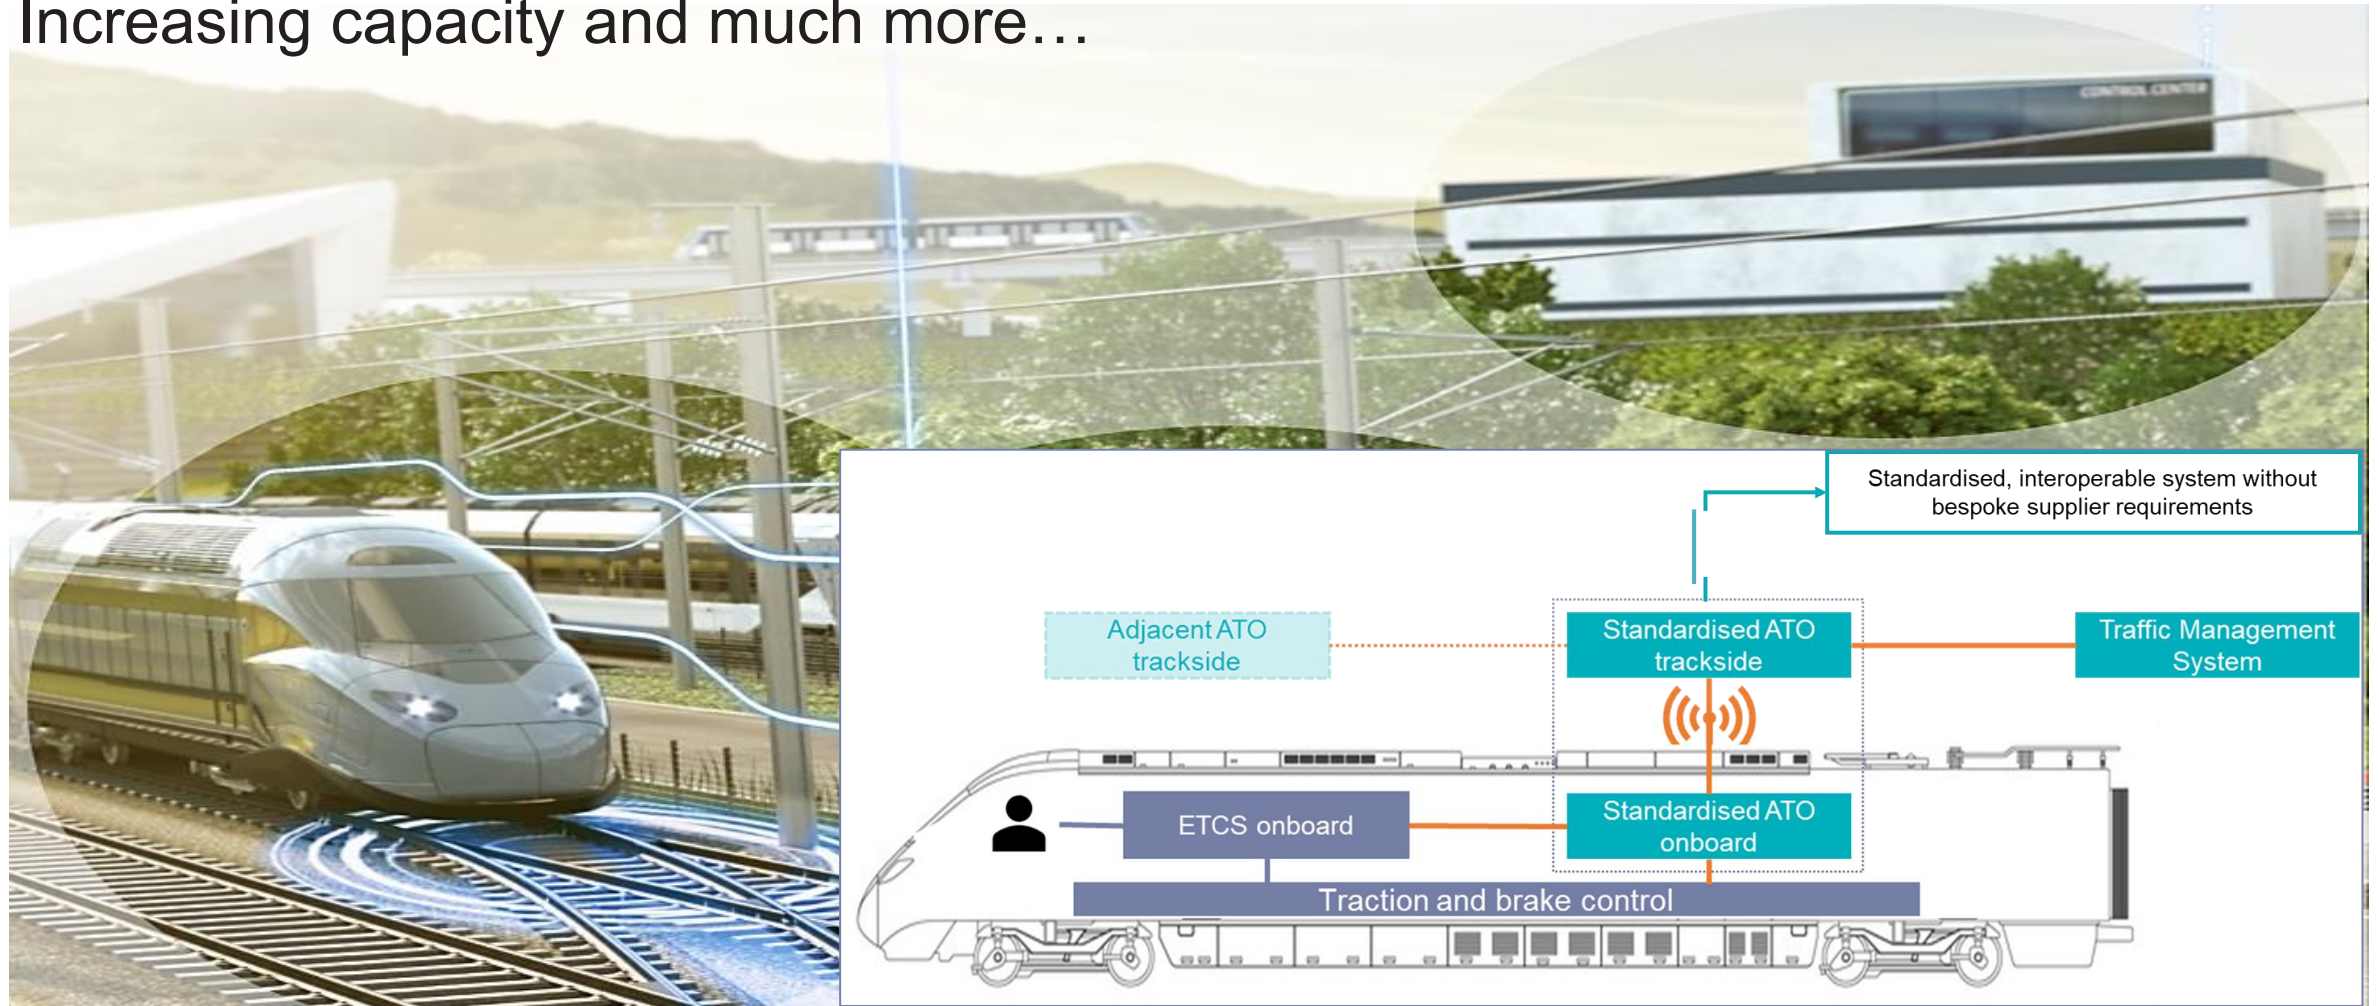 Increasing capacity and much more…
CONTROL CENTER
Standardised, interoperable system without
bespoke supplier requirements
Adjacent ATO
trackside
Standardised ATO
trackside
Traffic Management
System
ETCS onboard
Standardised ATO
onboard
Traction and brake control